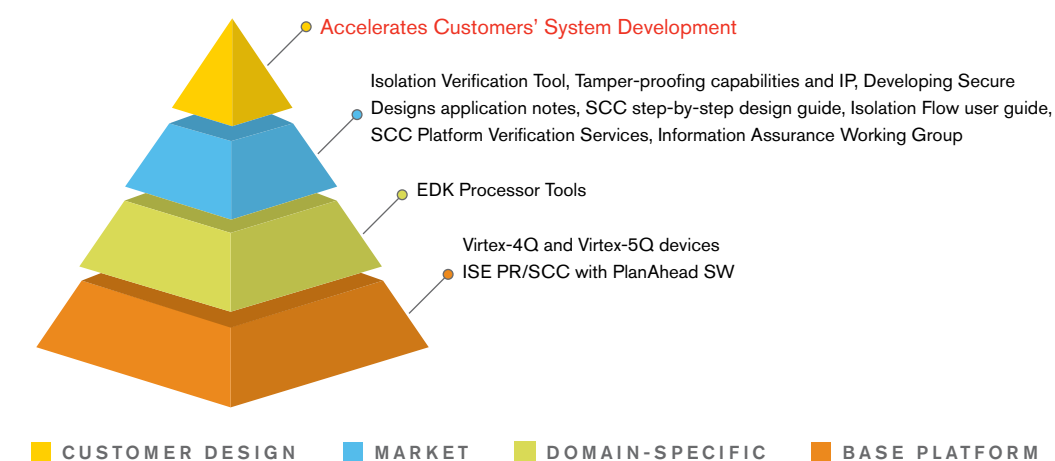 Accelerates Customers' System Development
Isolation Verification Tool, Tamper-proofing capabilities and IP, Developing Secure
Designs application notes, SCC step-by-step design guide, Isolation Flow user guide,
SCC Platform Verification Services, Information Assurance Working Group
EDK Processor Tools
Virtex-4Q and Virtex-5Q devices
ISE PR/SCC with PlanAhead SW
CUSTOMER DESIGN MARKET DOMAIN-SPECIFIC BASE PLATFORM